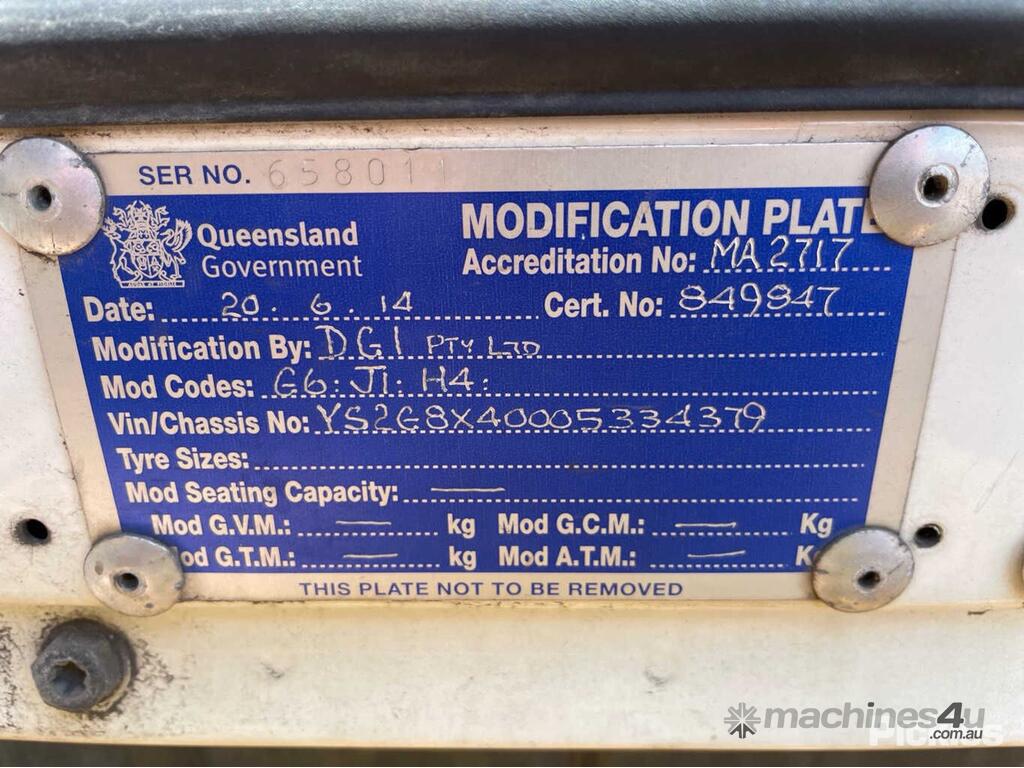 SER NO. 658011
Queensland
Government
MODIFICATION PLATE
Accreditation No: MA2717
Date: 20. 6. 14 Cert. No: 849847
Modification By: DGI PTY LTD
Mod Codes: G6: J1: H4:
Vin/Chassis No: YS2G8X40005334379
Tyre Sizes:
Mod Seating Capacity: —
Mod G.V.M.: — kg Mod G.C.M.: — Kg
Mod G.T.M.: — kg Mod A.T.M.: — Kg
THIS PLATE NOT TO BE REMOVED
machines4u
.com.au
Pickles